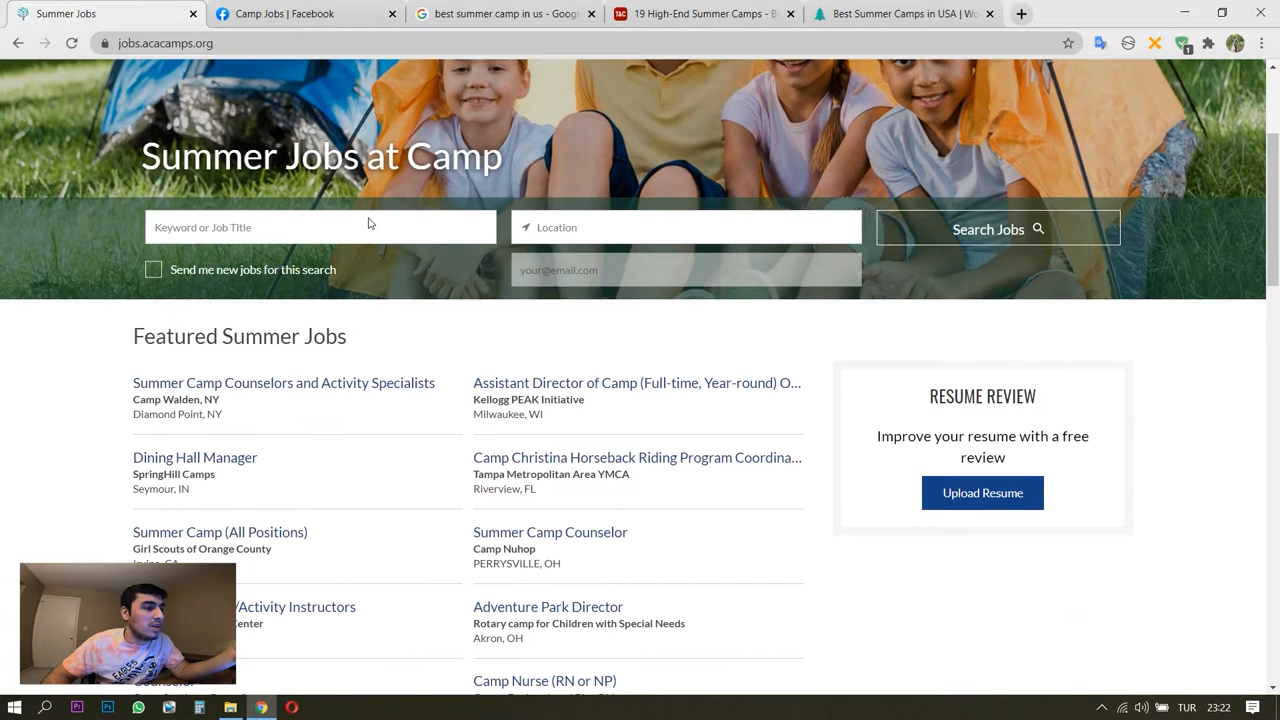 Summer Jobs
Camp Jobs | Facebook
best summer camp in us - Goog
T&C
19 High-End Summer Camps - Be
Best Summer Camps in USA | Wo
jobs.acacamps.org
1
Summer Jobs at Camp
Keyword or Job Title
Location
Search Jobs
Send me new jobs for this search
your@email.com
Featured Summer Jobs
Summer Camp Counselors and Activity Specialists
Camp Walden, NY
Diamond Point, NY
Assistant Director of Camp (Full-time, Year-round) O...
Kellogg PEAK Initiative
Milwaukee, WI
RESUME REVIEW
Improve your resume with a free
review
Upload Resume
Dining Hall Manager
SpringHill Camps
Seymour, IN
Camp Christina Horseback Riding Program Coordina...
Tampa Metropolitan Area YMCA
Riverview, FL
Summer Camp (All Positions)
Girl Scouts of Orange County
Irvine, CA
Summer Camp Counselor
Camp Nuhop
PERRYSVILLE, OH
/Activity Instructors
enter
Adventure Park Director
Rotary camp for Children with Special Needs
Akron, OH
Counselor
Camp Nurse (RN or NP)
EAGLES
TUR
23:22